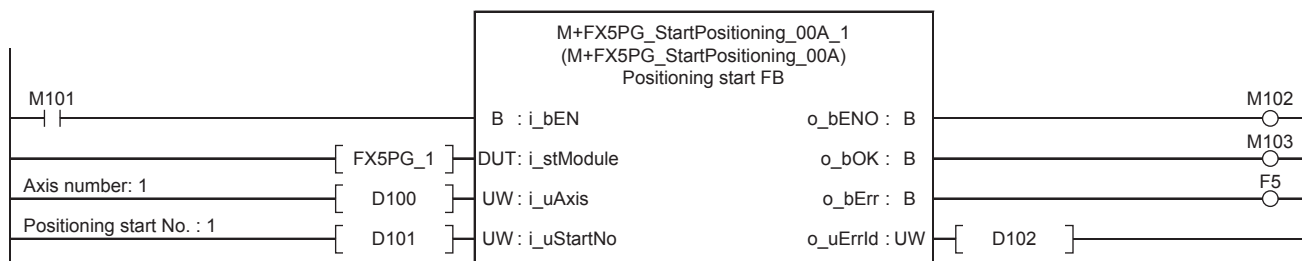 M+FX5PG_StartPositioning_00A_1
(M+FX5PG_StartPositioning_00A)
Positioning start FB
M101
M102
B : i_bEN
o_bENO : B
M103
[ FX5PG_1 ]
DUT: i_stModule
o_bOK : B
Axis number: 1
F5
[ D100 ]
UW : i_uAxis
o_bErr : B
Positioning start No. : 1
[ D101 ]
UW : i_uStartNo
o_uErrId : UW
[ D102 ]